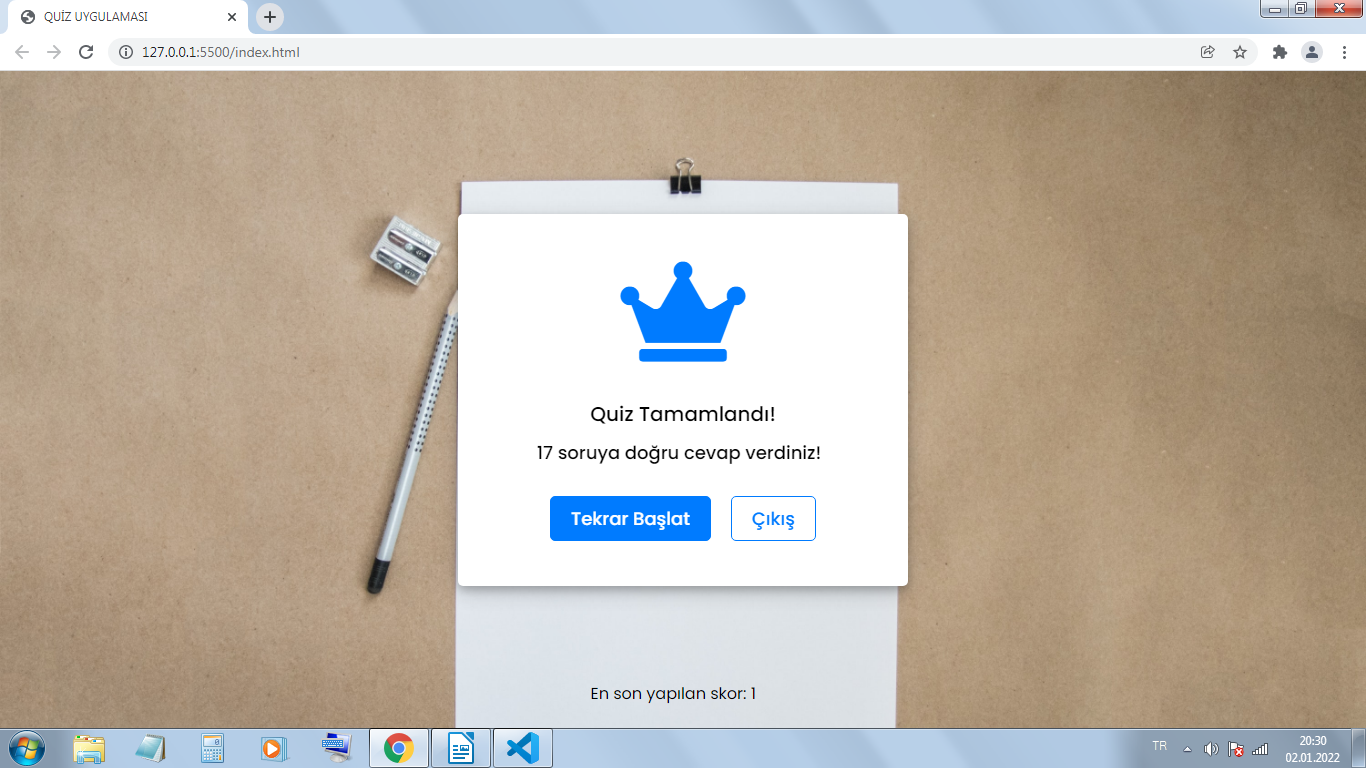 QUİZ UYGULAMASI
127.0.0.1:5500/index.html
Quiz Tamamlandı!
17 soruya doğru cevap verdiniz!
Tekrar Başlat
Çıkış
En son yapılan skor: 1
TR
20:30
02.01.2022